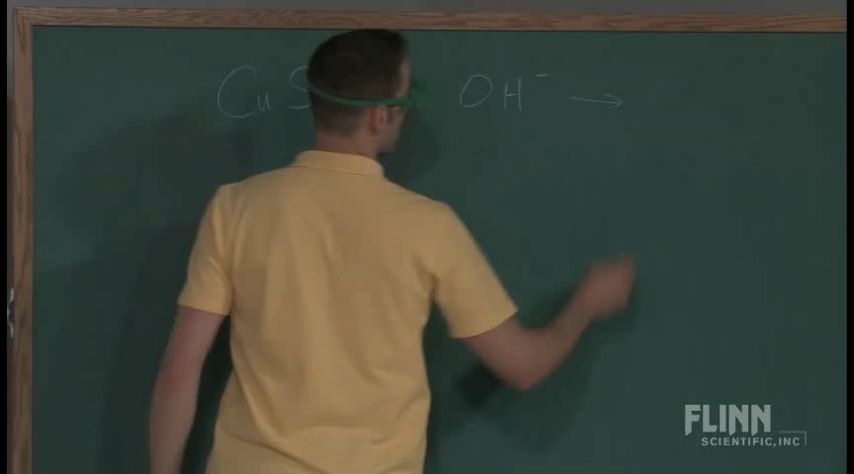 Cu S OH⁻ →
FLINN
SCIENTIFIC, INC